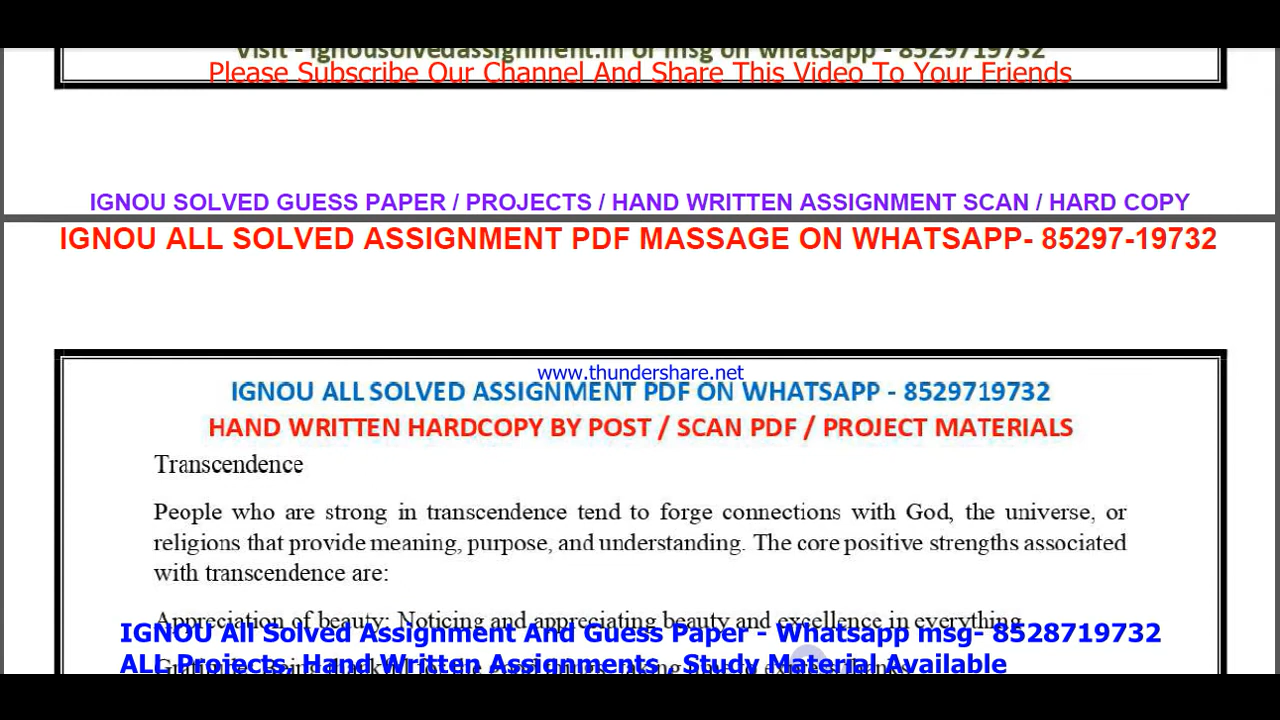 Visit - ignousolvedassignment.in or msg on whatsapp - 8529719732
Please Subscribe Our Channel And Share This Video To Your Friends
IGNOU SOLVED GUESS PAPER / PROJECTS / HAND WRITTEN ASSIGNMENT SCAN / HARD COPY
IGNOU ALL SOLVED ASSIGNMENT PDF MASSAGE ON WHATSAPP- 85297-19732
www.thundershare.net
IGNOU ALL SOLVED ASSIGNMENT PDF ON WHATSAPP - 8529719732
HAND WRITTEN HARDCOPY BY POST / SCAN PDF / PROJECT MATERIALS
Transcendence
People who are strong in transcendence tend to forge connections with God, the universe, or
religions that provide meaning, purpose, and understanding. The core positive strengths associated
with transcendence are:
Appreciation of beauty: Noticing and appreciating beauty and excellence in everything
IGNOU All Solved Assignment And Guess Paper - Whatsapp msg- 8528719732
ALL Projects, Hand Written Assignments , Study Material Available